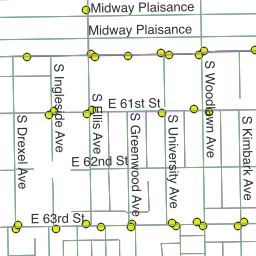 Midway Plaisance
Midway Plaisance
S Ingleside Ave
S Woodlawn Ave
E 61st St
S Ellis Ave
S Drexel Ave
S Greenwood Ave
S University Ave
S Kimbark Ave
E 62nd St
E 63rd St